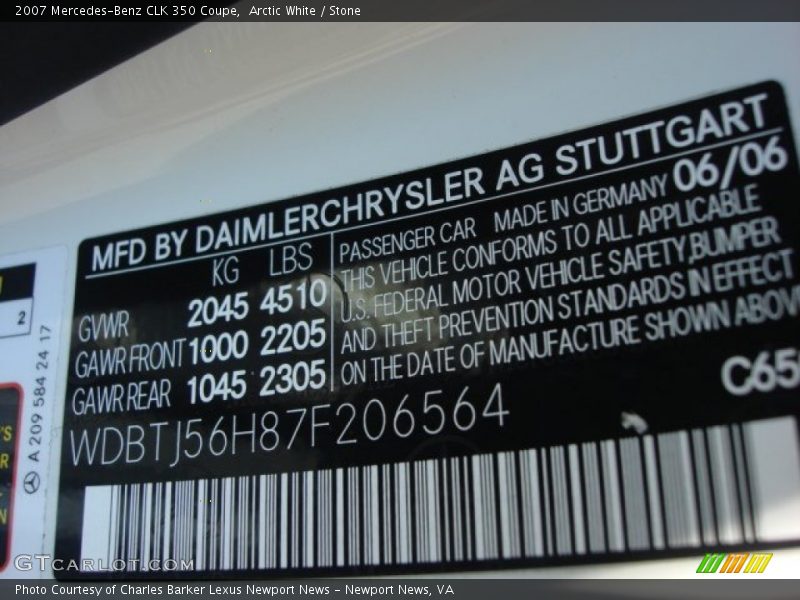 2007 Mercedes-Benz CLK 350 Coupe, Arctic White / Stone
MFD BY DAIMLERCHRYSLER AG STUTTGART
KG LBS
GVWR 2045 4510
GAWR FRONT 1000 2205
GAWR REAR 1045 2305
PASSENGER CAR MADE IN GERMANY 06/06
THIS VEHICLE CONFORMS TO ALL APPLICABLE
U.S. FEDERAL MOTOR VEHICLE SAFETY,BUMPER
AND THEFT PREVENTION STANDARDS IN EFFECT
ON THE DATE OF MANUFACTURE SHOWN ABOVE
C65
WDBTJ56H87F206564
2
A 209 584 24 17
GTCARLOT.COM
Photo Courtesy of Charles Barker Lexus Newport News - Newport News, VA